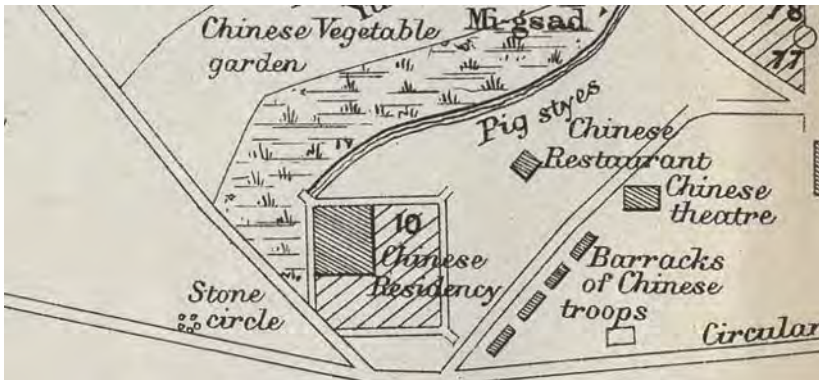 Mi-gsad
78
77
Chinese Vegetable
garden
Pig styes
Chinese
Restaurant
Chinese
theatre
10
Chinese
Residency
Barracks
of Chinese
troops
Stone
circle
Circular